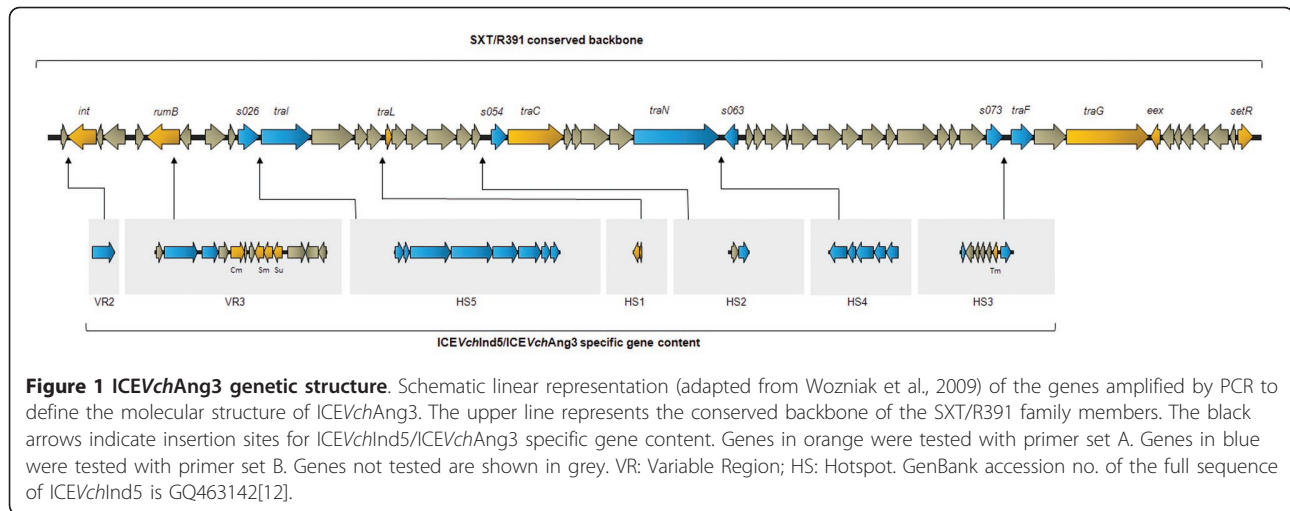 SXT/R391 conserved backbone
int rumB s026 traI traL s054 traC traN s063 s073 traF traG eex setR
Cm Sm Su Tm
VR2 VR3 HS5 HS1 HS2 HS4 HS3
ICEVchInd5/ICEVchAng3 specific gene content
Figure 1 ICEVchAng3 genetic structure. Schematic linear representation (adapted from Wozniak et al., 2009) of the genes amplified by PCR to
define the molecular structure of ICEVchAng3. The upper line represents the conserved backbone of the SXT/R391 family members. The black
arrows indicate insertion sites for ICEVchInd5/ICEVchAng3 specific gene content. Genes in orange were tested with primer set A. Genes in blue
were tested with primer set B. Genes not tested are shown in grey. VR: Variable Region; HS: Hotspot. GenBank accession no. of the full sequence
of ICEVchInd5 is GQ463142[12].